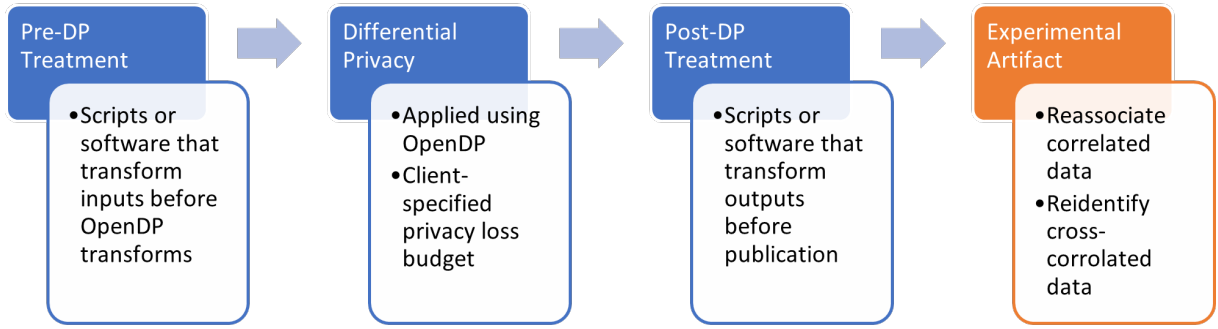 Pre-DP
Treatment
•Scripts or
software that
transform
inputs before
OpenDP
transforms
Differential
Privacy
•Applied using
OpenDP
•Client-
specified
privacy loss
budget
Post-DP
Treatment
•Scripts or
software that
transform
outputs
before
publication
Experimental
Artifact
•Reassociate
correlated
data
•Reidentify
cross-
corrolated
data